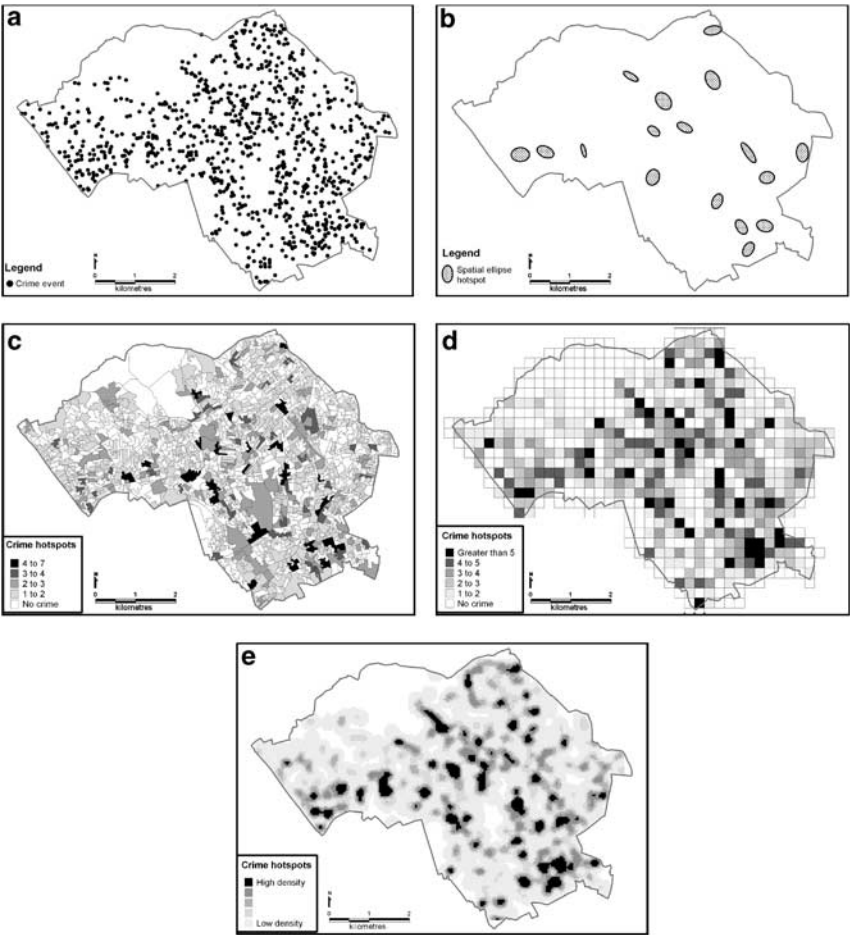 a
Legend
Crime event
N
0 1 2
kilometres
b
Legend
Spatial ellipse
hotspot
N
0 1 2
kilometres
c
Crime hotspots
4 to 7
3 to 4
2 to 3
1 to 2
No crime
N
0 1 2
kilometres
d
Crime hotspots
Greater than 5
4 to 5
3 to 4
2 to 3
1 to 2
No crime
N
0 1 2
kilometres
e
Crime hotspots
High density
Low density
N
0 1 2
kilometres